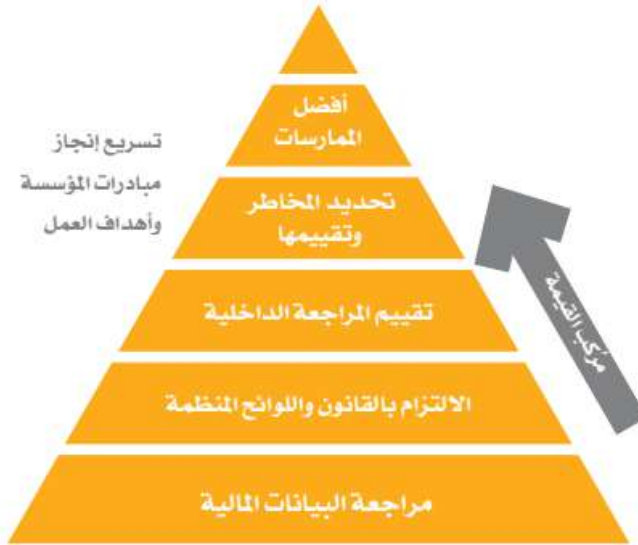 أفضل
الممارسات
تسريع إنجاز
مبادرات المؤسسة
وأهداف العمل
تحديد المخاطر
وتقييمها
مركب القيمة
تقييم المراجعة الداخلية
الالتزام بالقانون واللوائح المنظمة
مراجعة البيانات المالية